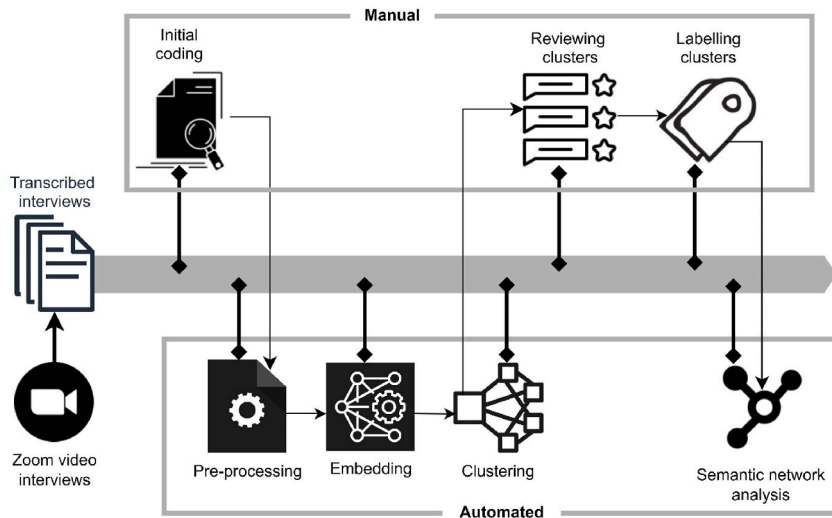 Manual
Initial
coding
Reviewing
clusters
Labelling
clusters
Transcribed
interviews
Zoom video
interviews
Pre-processing
Embedding
Clustering
Semantic network
analysis
Automated